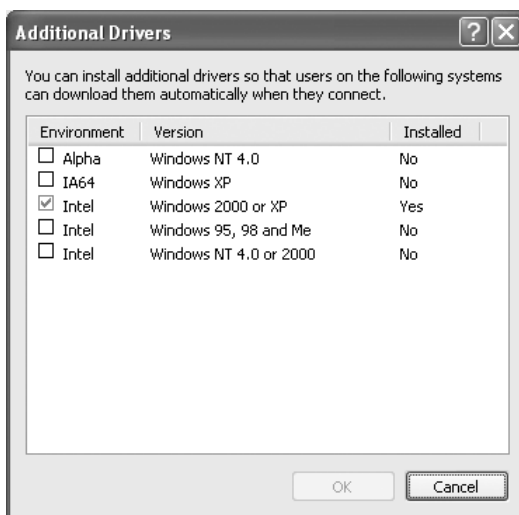 Additional Drivers
You can install additional drivers so that users on the following systems
can download them automatically when they connect.
Environment Version Installed
Alpha Windows NT 4.0 No
IA64 Windows XP No
Intel Windows 2000 or XP Yes
Intel Windows 95, 98 and Me No
Intel Windows NT 4.0 or 2000 No
OK Cancel